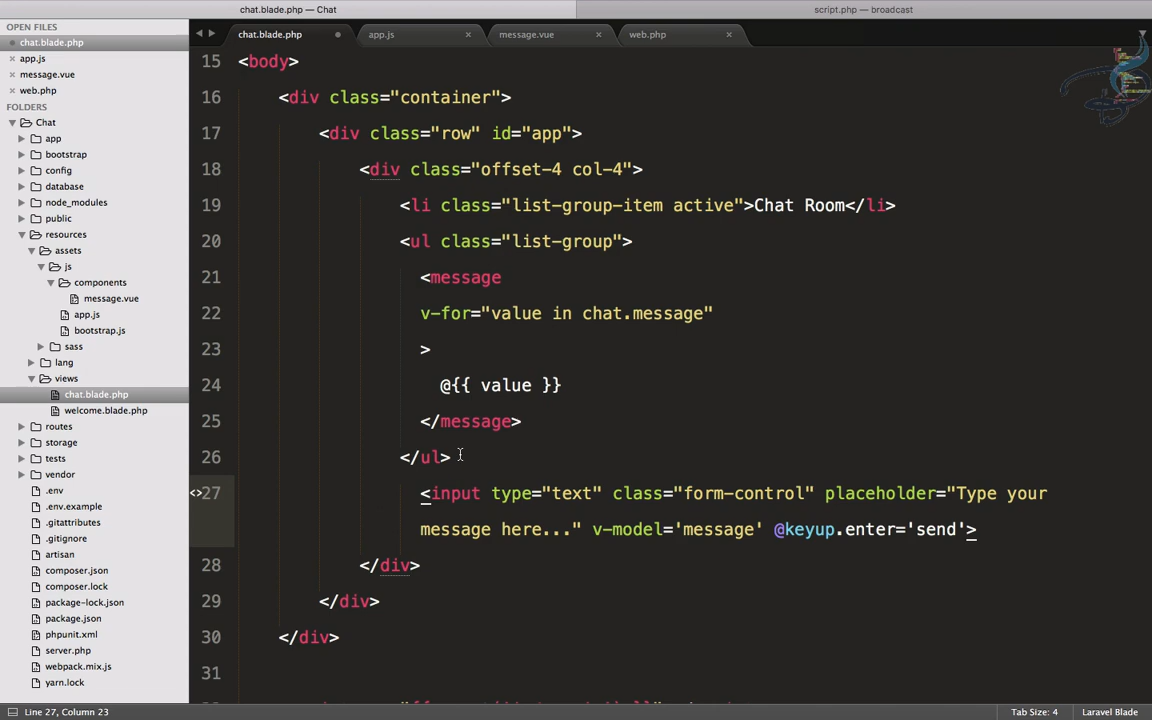 chat.blade.php — Chat
script.php — broadcast
OPEN FILES
chat.blade.php
app.js
message.vue
web.php
FOLDERS
Chat
app
bootstrap
config
database
node_modules
public
resources
assets
js
components
message.vue
app.js
bootstrap.js
sass
lang
views
chat.blade.php
welcome.blade.php
routes
storage
tests
vendor
.env
.env.example
.gitattributes
.gitignore
artisan
composer.json
composer.lock
package-lock.json
package.json
phpunit.xml
server.php
webpack.mix.js
yarn.lock
chat.blade.php
app.js
message.vue
web.php
15 <body>
16 <div class="container">
17 <div class="row" id="app">
18 <div class="offset-4 col-4">
19 <li class="list-group-item active">Chat Room</li>
20 <ul class="list-group">
21 <message
22 v-for="value in chat.message"
23 >
24 @{{ value }}
25 </message>
26 </ul>
27 <input type="text" class="form-control" placeholder="Type your
message here..." v-model='message' @keyup.enter='send'>
28 </div>
29 </div>
30 </div>
31
Line 27, Column 23
Tab Size: 4
Laravel Blade